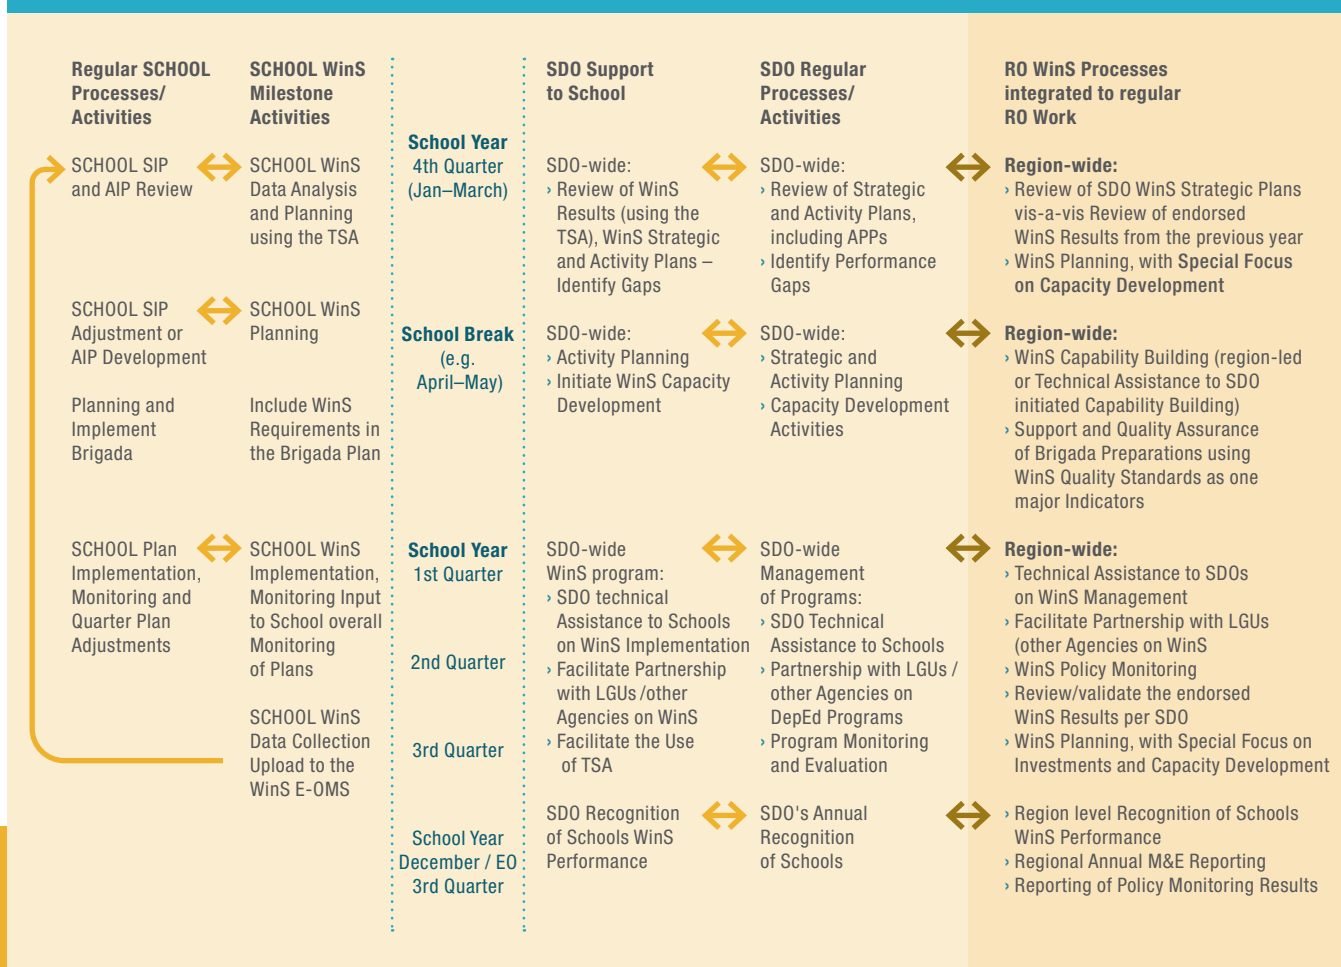 Regular SCHOOL
Processes/
Activities
SCHOOL SIP
and AIP Review
SCHOOL SIP
Adjustment or
AIP Development
Planning and
Implement
Brigada
SCHOOL Plan
Implementation,
Monitoring and
Quarter Plan
Adjustments
SCHOOL WinS
Milestone
Activities
SCHOOL WinS
Data Analysis
and Planning
using the TSA
SCHOOL WinS
Planning
Include WinS
Requirements in
the Brigada Plan
SCHOOL WinS
Implementation,
Monitoring Input
to School overall
Monitoring
of Plans
SCHOOL WinS
Data Collection
Upload to the
WinS E-OMS
School Year
4th Quarter
(Jan–March)
School Break
(e.g.
April–May)
School Year
1st Quarter
2nd Quarter
3rd Quarter
School Year
December / EO
3rd Quarter
SDO Support
to School
SDO-wide:
› Review of WinS
Results (using the
TSA), WinS Strategic
and Activity Plans –
Identify Gaps
SDO-wide:
› Activity Planning
› Initiate WinS Capacity
Development
SDO-wide
WinS program:
› SDO technical
Assistance to Schools
on WinS Implementation
› Facilitate Partnership
with LGUs /other
Agencies on WinS
› Facilitate the Use
of TSA
SDO Recognition
of Schools WinS
Performance
SDO Regular
Processes/
Activities
SDO-wide:
› Review of Strategic
and Activity Plans,
including APPs
› Identify Performance
Gaps
SDO-wide:
› Strategic and
Activity Planning
› Capacity Development
Activities
SDO-wide
Management
of Programs:
› SDO Technical
Assistance to Schools
› Partnership with LGUs /
other Agencies on
DepEd Programs
› Program Monitoring
and Evaluation
SDO's Annual
Recognition
of Schools
RO WinS Processes
integrated to regular
RO Work
Region-wide:
› Review of SDO WinS Strategic Plans
vis-a-vis Review of endorsed
WinS Results from the previous year
› WinS Planning, with Special Focus
on Capacity Development
Region-wide:
› WinS Capability Building (region-led
or Technical Assistance to SDO
initiated Capability Building)
› Support and Quality Assurance
of Brigada Preparations using
WinS Quality Standards as one
major Indicators
Region-wide:
› Technical Assistance to SDOs
on WinS Management
› Facilitate Partnership with LGUs
(other Agencies on WinS
› WinS Policy Monitoring
› Review/validate the endorsed
WinS Results per SDO
› WinS Planning, with Special Focus on
Investments and Capacity Development
› Region level Recognition of Schools
WinS Performance
› Regional Annual M&E Reporting
› Reporting of Policy Monitoring Results